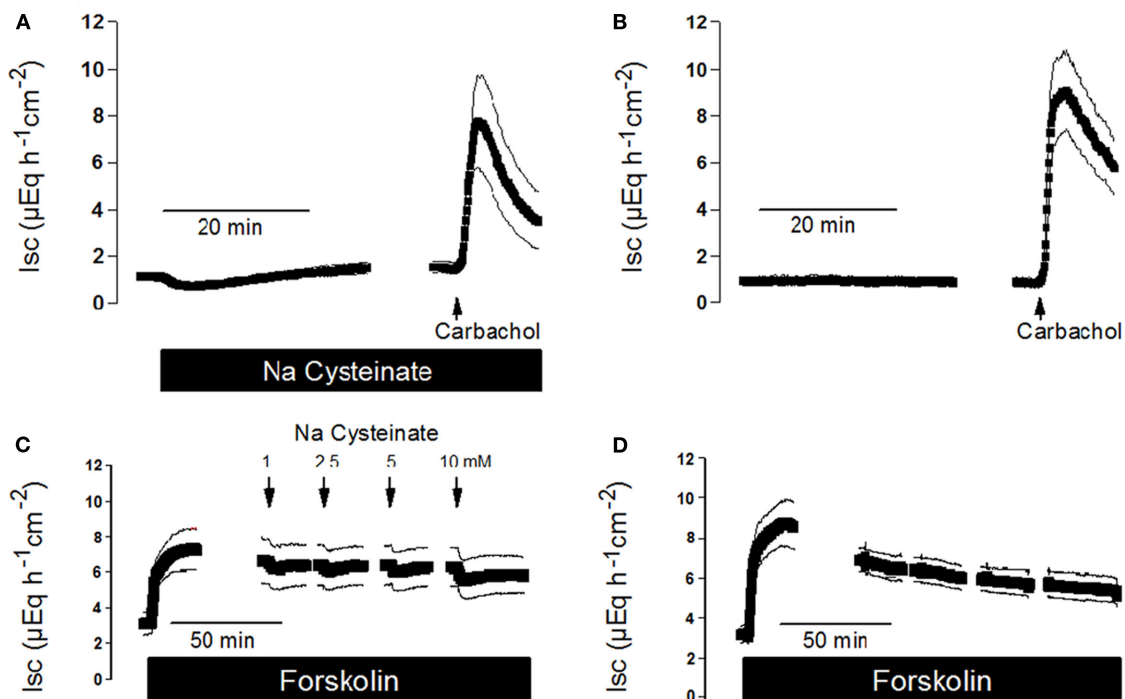 A
12
10
8
6
4
2
0
Isc (µEq h⁻¹cm⁻²)
20 min
Carbachol
Na Cysteinate
B
12
10
8
6
4
2
0
Isc (µEq h⁻¹cm⁻²)
20 min
Carbachol
C
12
10
8
6
4
2
0
Isc (µEq h⁻¹cm⁻²)
Na Cysteinate
1 2.5 5 10 mM
50 min
Forskolin
D
12
10
8
6
4
2
0
Isc (µEq h⁻¹cm⁻²)
50 min
Forskolin